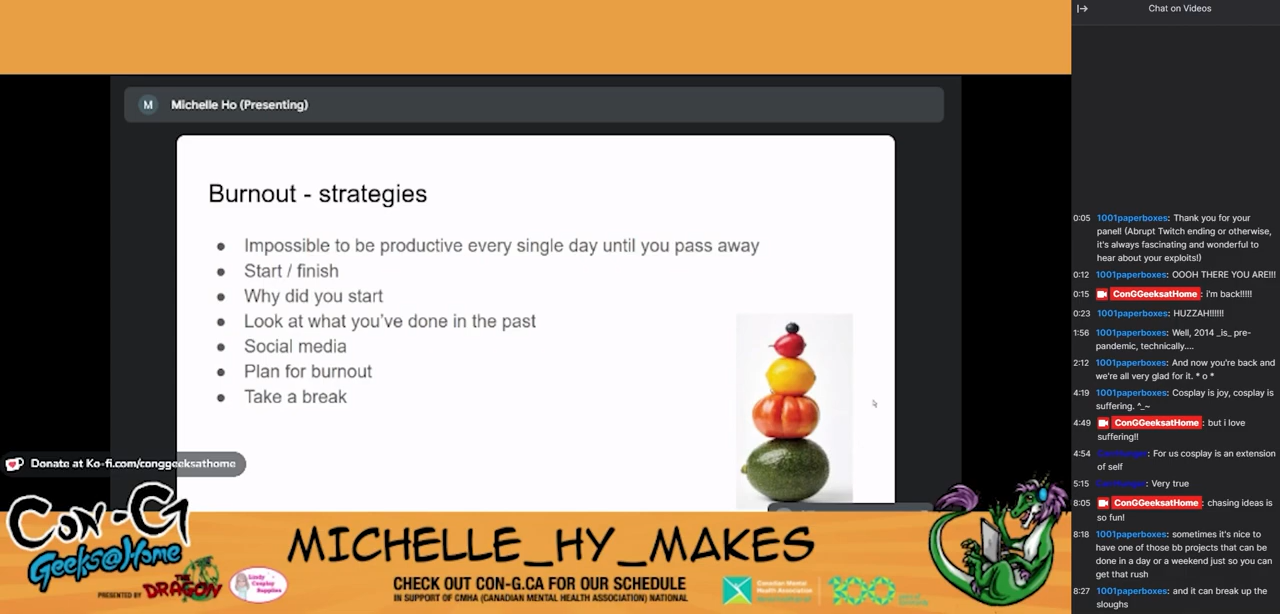 Chat on Videos
M Michelle Ho (Presenting)
Burnout - strategies
● Impossible to be productive every single day until you pass away
● Start / finish
● Why did you start
● Look at what you've done in the past
● Social media
● Plan for burnout
● Take a break
Donate at Ko-fi.com/conggeeksathome
Con-G
Geeks@Home
PRESENTED BY THE DRAGON
Cosplay Supplies
MICHELLE_HY_MAKES
CHECK OUT CON-G.CA FOR OUR SCHEDULE
IN SUPPORT OF CMHA (CANADIAN MENTAL HEALTH ASSOCIATION) NATIONAL
Canadian Mental
Health Association
100
0:05 1001paperboxes: Thank you for your
panel! (Abrupt Twitch ending or otherwise,
it's always fascinating and wonderful to
hear about your exploits!)
0:12 1001paperboxes: OOOH THERE YOU ARE!!!
0:15 ConGGeeksatHome : i'm back!!!!!
0:23 1001paperboxes: HUZZAH!!!!!!
1:56 1001paperboxes: Well, 2014 _is_ pre-
pandemic, technically....
2:12 1001paperboxes: And now you're back and
we're all very glad for it. * o *
4:19 1001paperboxes: Cosplay is joy, cosplay is
suffering. ^_~
4:49 ConGGeeksatHome : but i love
suffering!!
4:54 : For us cosplay is an extension
of self
5:15 : Very true
8:05 ConGGeeksatHome : chasing ideas is
so fun!
8:18 1001paperboxes: sometimes it's nice to
have one of those bb projects that can be
done in a day or a weekend just so you can
get that rush
8:27 1001paperboxes: and it can break up the
sloughs